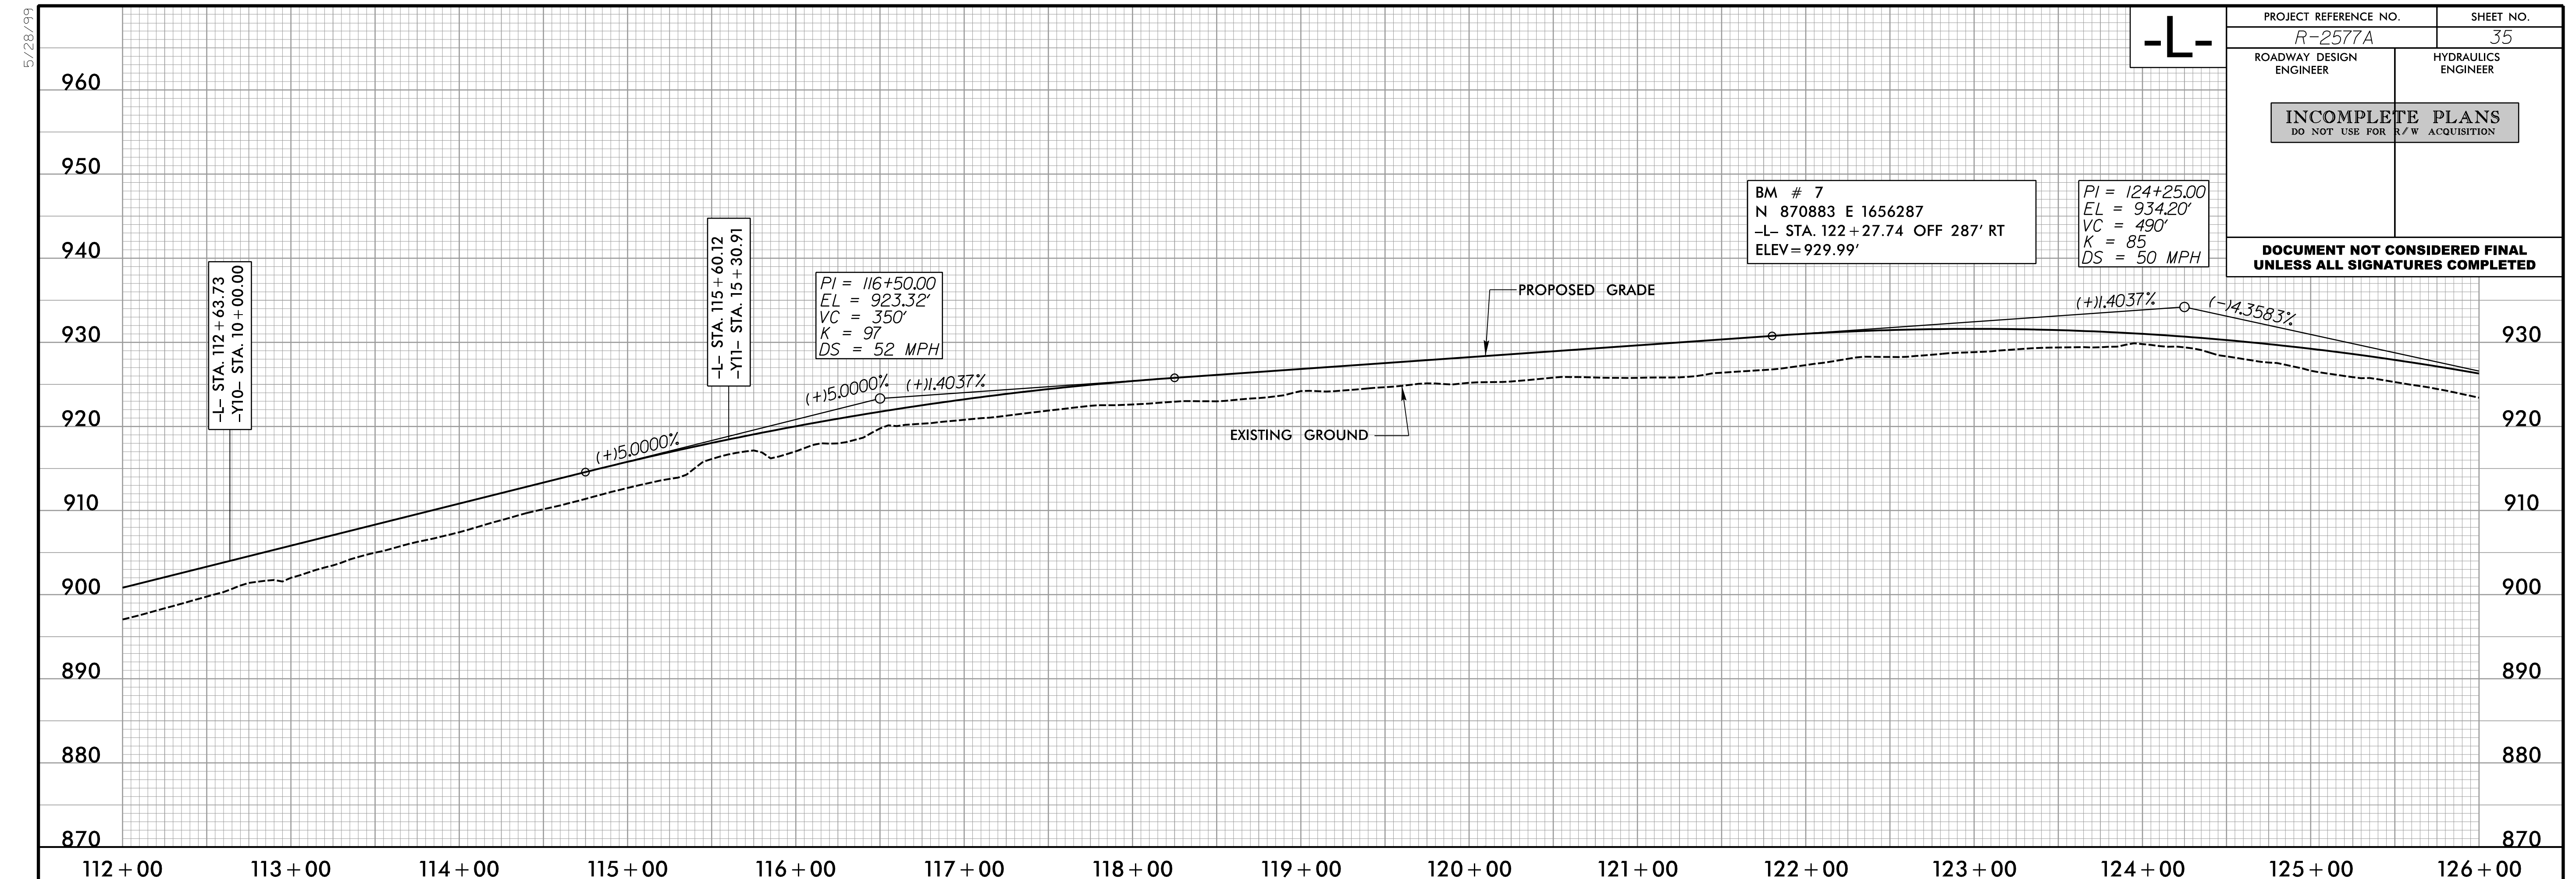 5/28/99
-L-
PROJECT REFERENCE NO.
SHEET NO.
R-2577A
35
ROADWAY DESIGN
ENGINEER
HYDRAULICS
ENGINEER
INCOMPLETE PLANS
DO NOT USE FOR R/W ACQUISITION
DOCUMENT NOT CONSIDERED FINAL
UNLESS ALL SIGNATURES COMPLETED
960
950
940
930
920
910
900
890
880
870
-L- STA. 112+63.73
-Y10- STA. 10+00.00
-L- STA. 115+60.12
-Y11- STA. 15+30.91
PI = 116+50.00
EL = 923.32'
VC = 350'
K = 97
DS = 52 MPH
(+)5.0000%
(+)5.0000%
(+)1.4037%
EXISTING GROUND
PROPOSED GRADE
BM # 7
N 870883 E 1656287
-L- STA. 122+27.74 OFF 287' RT
ELEV=929.99'
PI = 124+25.00
EL = 934.20'
VC = 490'
K = 85
DS = 50 MPH
(+)1.4037%
(-)4.3583%
930
920
910
900
890
880
870
112+00 113+00 114+00 115+00 116+00 117+00 118+00 119+00 120+00 121+00 122+00 123+00 124+00 125+00 126+00